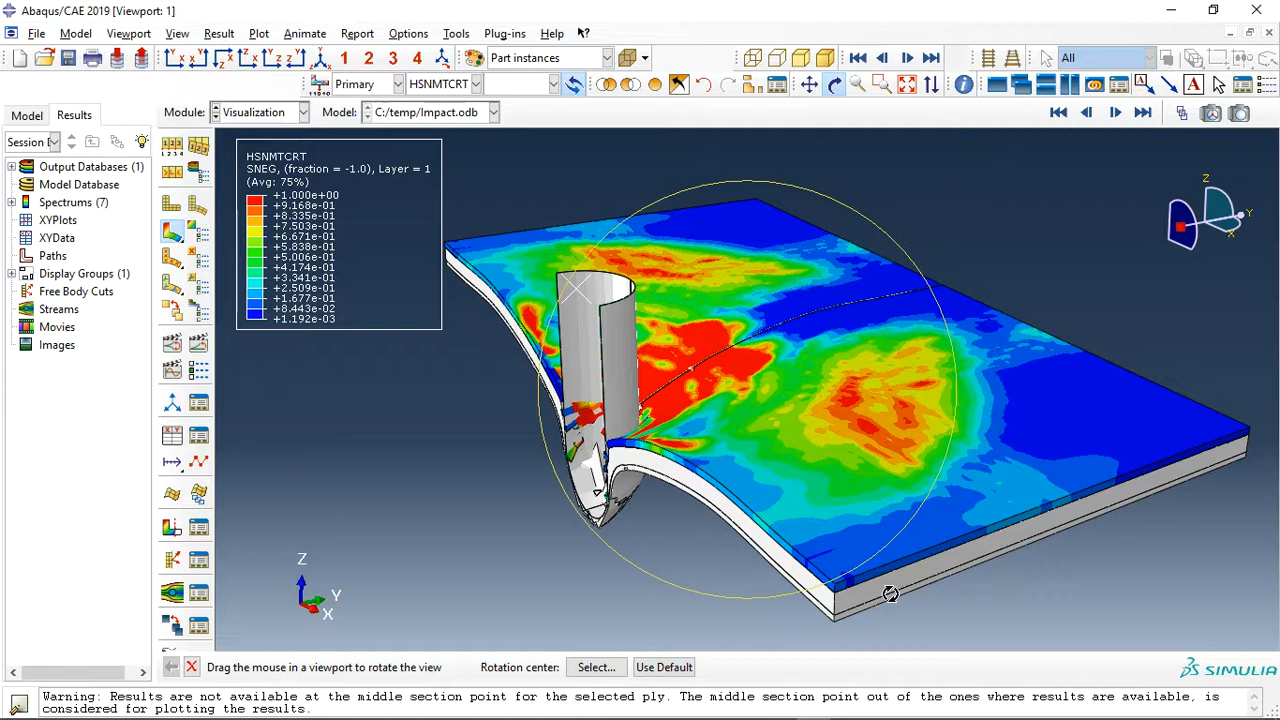 Abaqus/CAE 2019 [Viewport: 1]
File Model Viewport View Result Plot Animate Report Options Tools Plug-ins Help
1 2 3 4 Part instances All
Primary HSNMTCRT
Model Results Module: Visualization Model: C:/temp/Impact.odb
Session D
Output Databases (1)
Model Database
Spectrums (7)
XYPlots
XYData
Paths
Display Groups (1)
Free Body Cuts
Streams
Movies
Images
HSNMTCRT
SNEG, (fraction = -1.0), Layer = 1
(Avg: 75%)
+1.000e+00
+9.168e-01
+8.335e-01
+7.503e-01
+6.671e-01
+5.838e-01
+5.006e-01
+4.174e-01
+3.341e-01
+2.509e-01
+1.677e-01
+8.443e-02
+1.192e-03
Z
Y
X
Z
Y
X
Drag the mouse in a viewport to rotate the view Rotation center: Select... Use Default
SIMULIA
Warning: Results are not available at the middle section point for the selected ply. The middle section point out of the ones where results are available, is
considered for plotting the results.